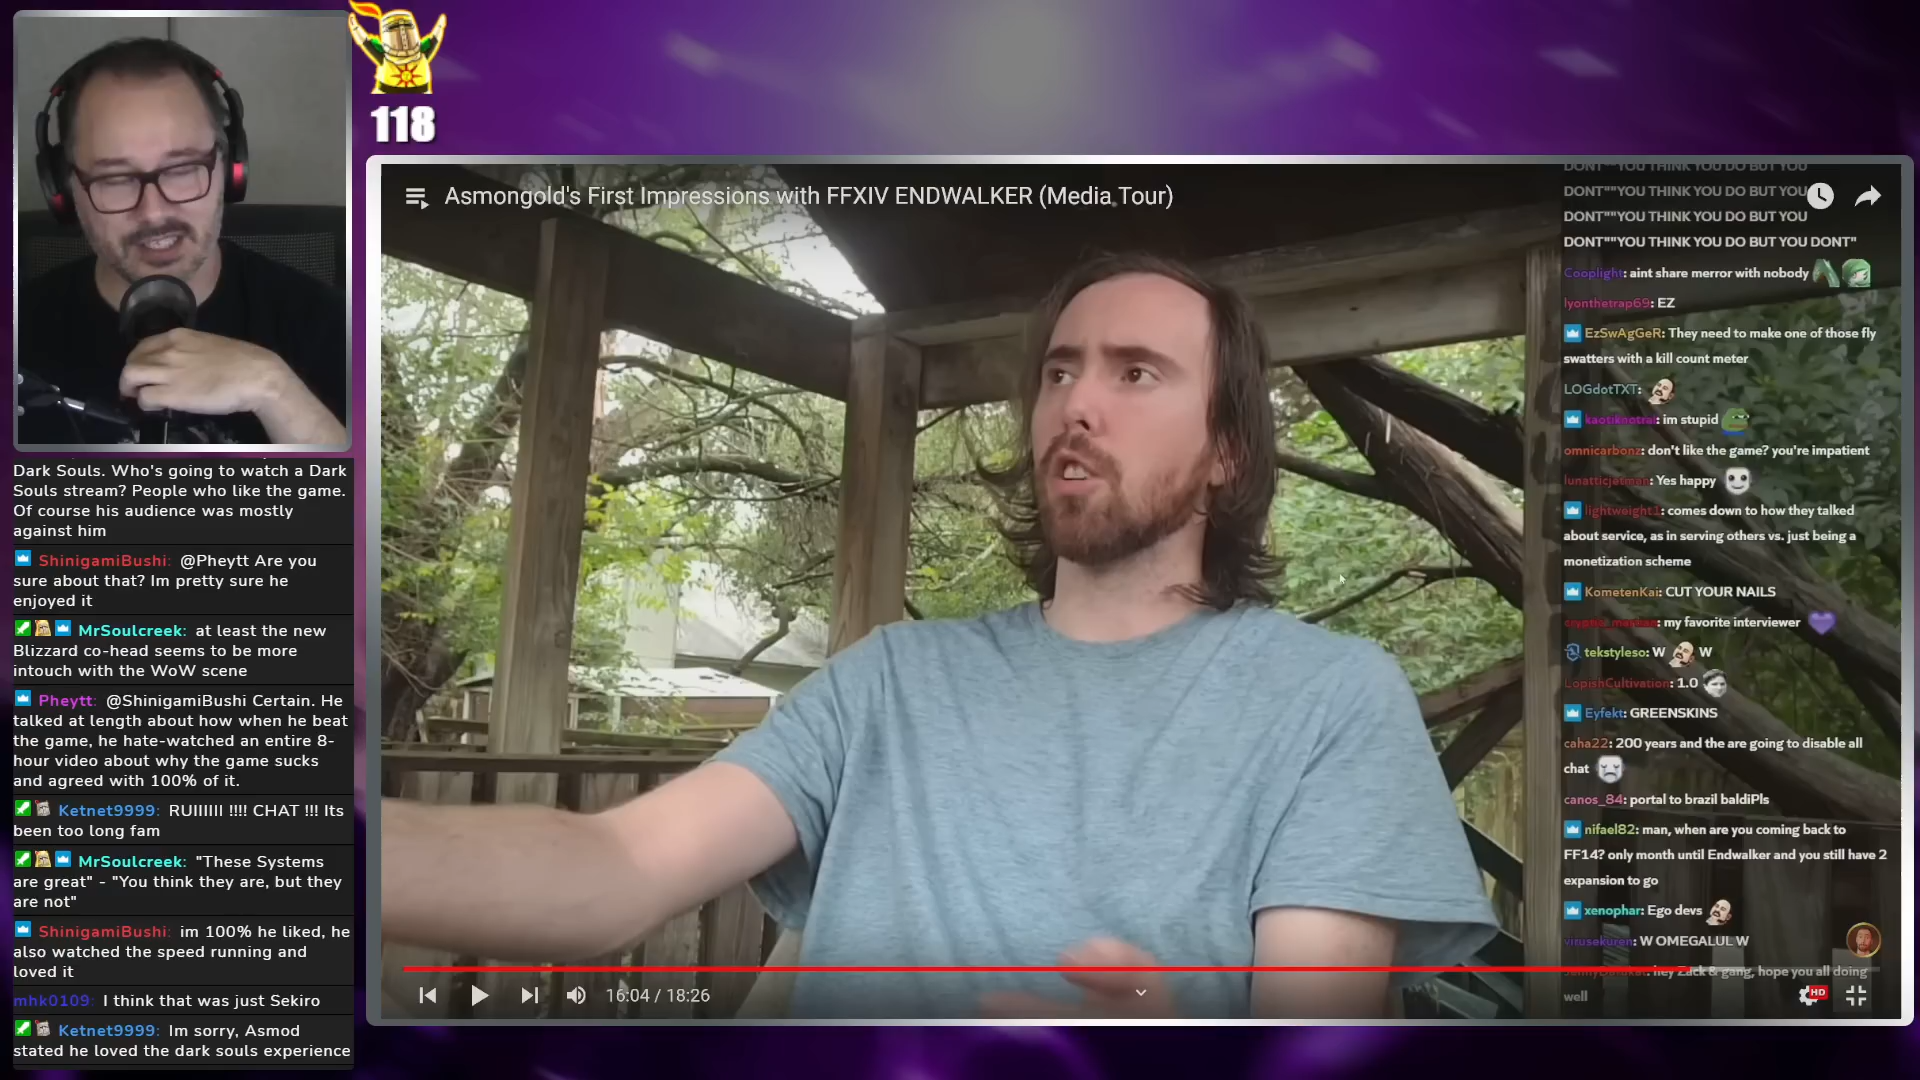 118
Dark Souls. Who's going to watch a Dark
Souls stream? People who like the game.
Of course his audience was mostly
against him
ShinigamiBushi: @Pheytt Are you
sure about that? Im pretty sure he
enjoyed it
MrSoulcreek: at least the new
Blizzard co-head seems to be more
intouch with the WoW scene
Pheytt: @ShinigamiBushi Certain. He
talked at length about how when he beat
the game, he hate-watched an entire 8-
hour video about why the game sucks
and agreed with 100% of it.
Ketnet9999: RUIIIIII !!!! CHAT !!! Its
been too long fam
MrSoulcreek: "These Systems
are great" - "You think they are, but they
are not"
ShinigamiBushi: im 100% he liked, he
also watched the speed running and
loved it
mhk0109: I think that was just Sekiro
Ketnet9999: Im sorry, Asmod
stated he loved the dark souls experience
Asmongold's First Impressions with FFXIV ENDWALKER (Media Tour)
DONT""YOU THINK YOU DO BUT YOU
DONT""YOU THINK YOU DO BUT YOU
DONT""YOU THINK YOU DO BUT YOU
DONT""YOU THINK YOU DO BUT YOU DONT"
Cooplight: aint share merror with nobody
lyonthetrap69: EZ
EzSwAgGeR: They need to make one of those fly
swatters with a kill count meter
LOGdotTXT:
im stupid
omnicarbonz: don't like the game? you're impatient
lunatticjetman: Yes happy
lightweight1: comes down to how they talked
about service, as in serving others vs. just being a
monetization scheme
KometenKai: CUT YOUR NAILS
my favorite interviewer
tekstyleso: W W
LopishCultivation: 1.0
Eyfekt: GREENSKINS
caha22: 200 years and the are going to disable all
chat
canos_84: portal to brazil baldiPls
nifael82: man, when are you coming back to
FF14? only month until Endwalker and you still have 2
expansion to go
xenophar: Ego devs
virusekuren: W OMEGALUL W
hey Zack & gang, hope you all doing
well
16:04 / 18:26
HD